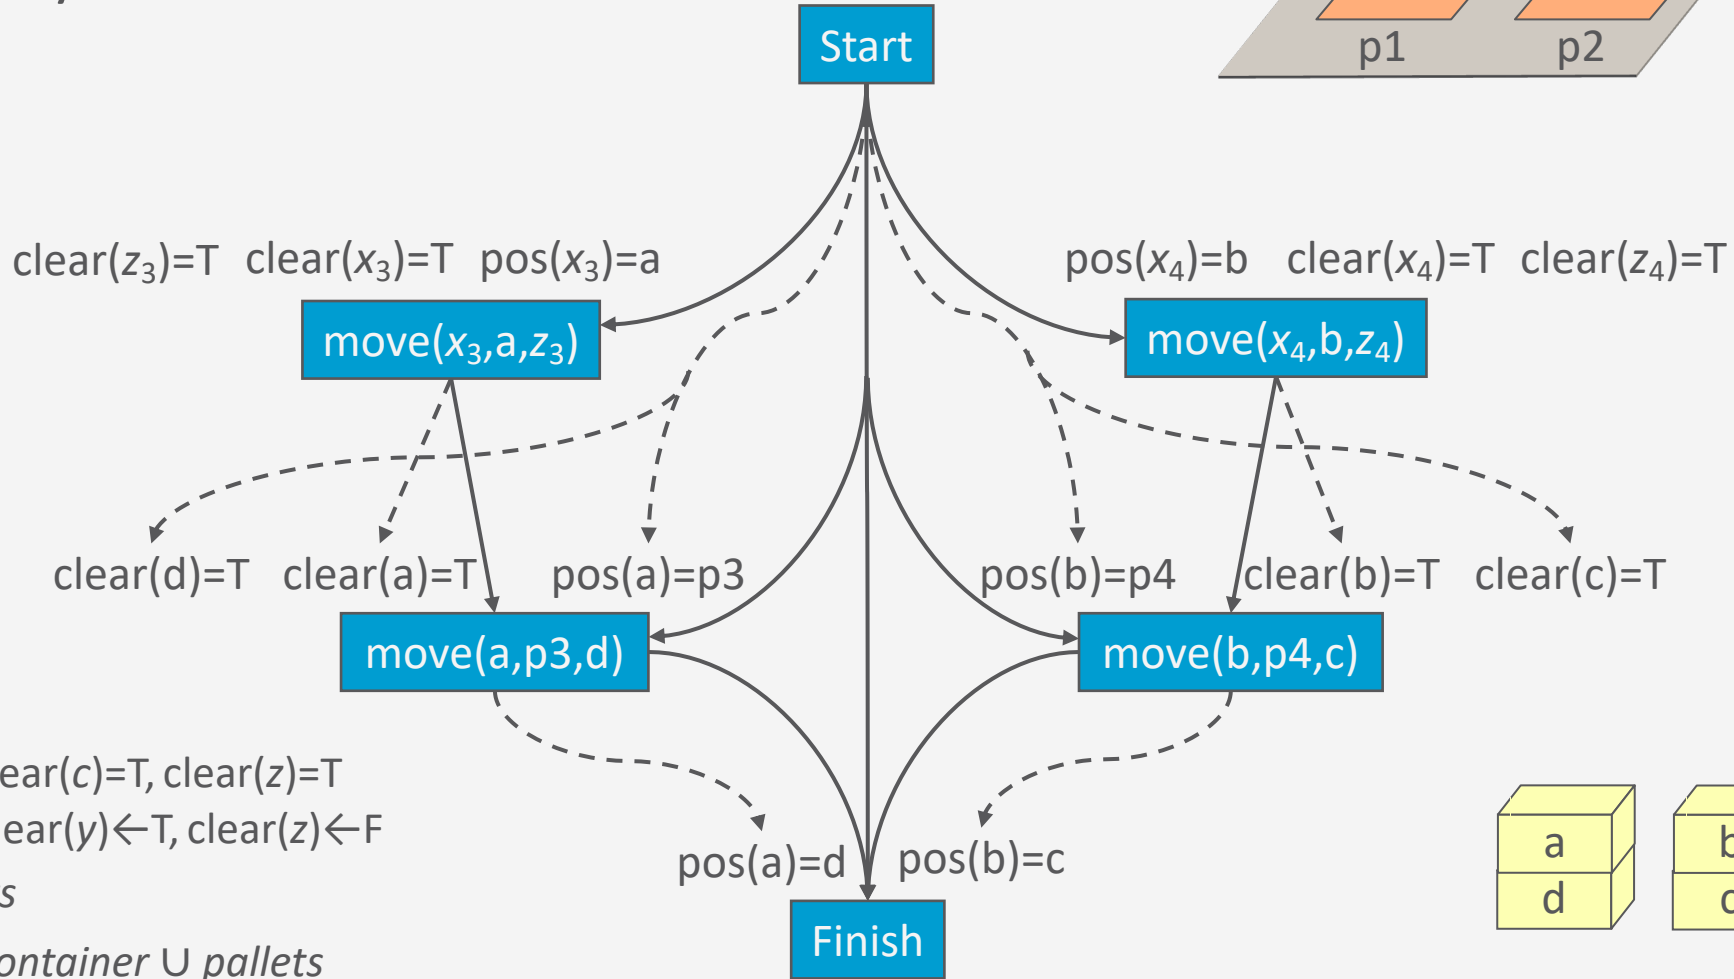 Start
p1 p2
clear(z₃)=T clear(x₃)=T pos(x₃)=a pos(x₄)=b clear(x₄)=T clear(z₄)=T
move(x₃,a,z₃) move(x₄,b,z₄)
clear(d)=T clear(a)=T pos(a)=p3 pos(b)=p4 clear(b)=T clear(c)=T
move(a,p3,d) move(b,p4,c)
ear(c)=T, clear(z)=T
ear(y)←T, clear(z)←F
pos(a)=d pos(b)=c
a b
s
d
ontainer ∪ pallets
Finish